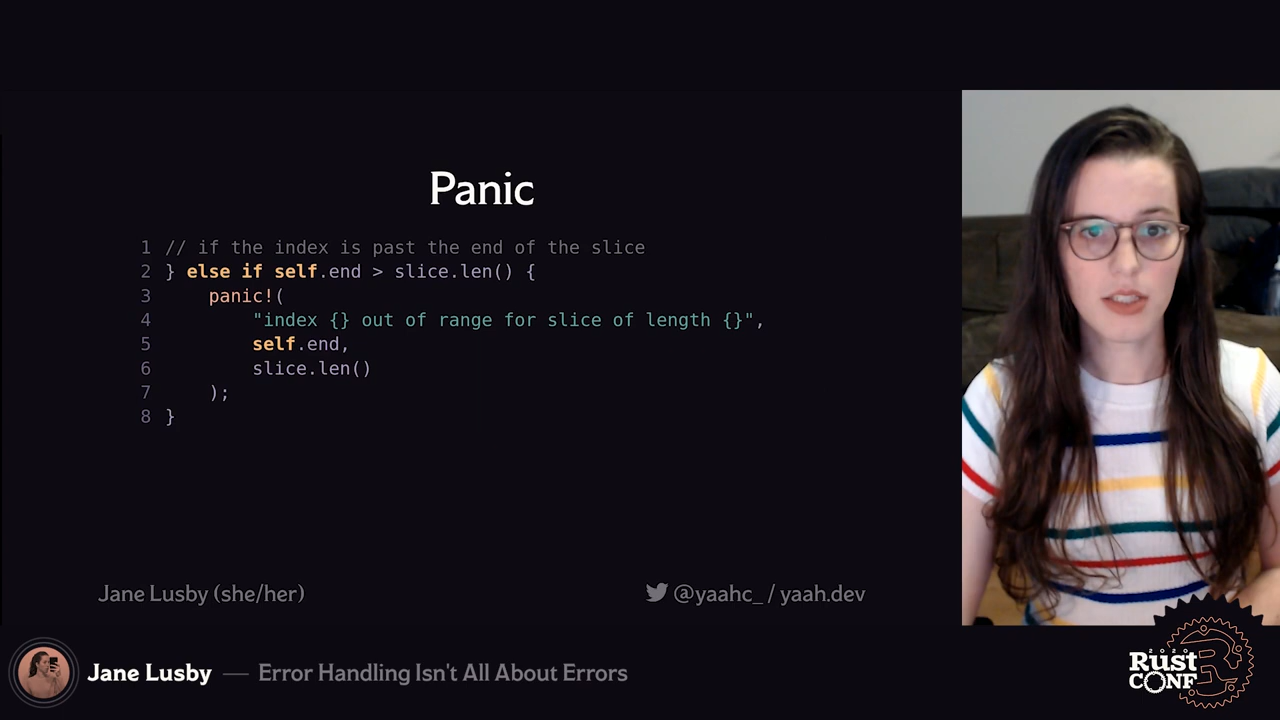 Panic
1 // if the index is past the end of the slice
2 } else if self.end > slice.len() {
3     panic!(
4         "index {} out of range for slice of length {}",
5         self.end,
6         slice.len()
7     );
8 }
Jane Lusby (she/her)
@yaahc_ / yaah.dev
Jane Lusby — Error Handling Isn't All About Errors
2020
Rust
CONF
R